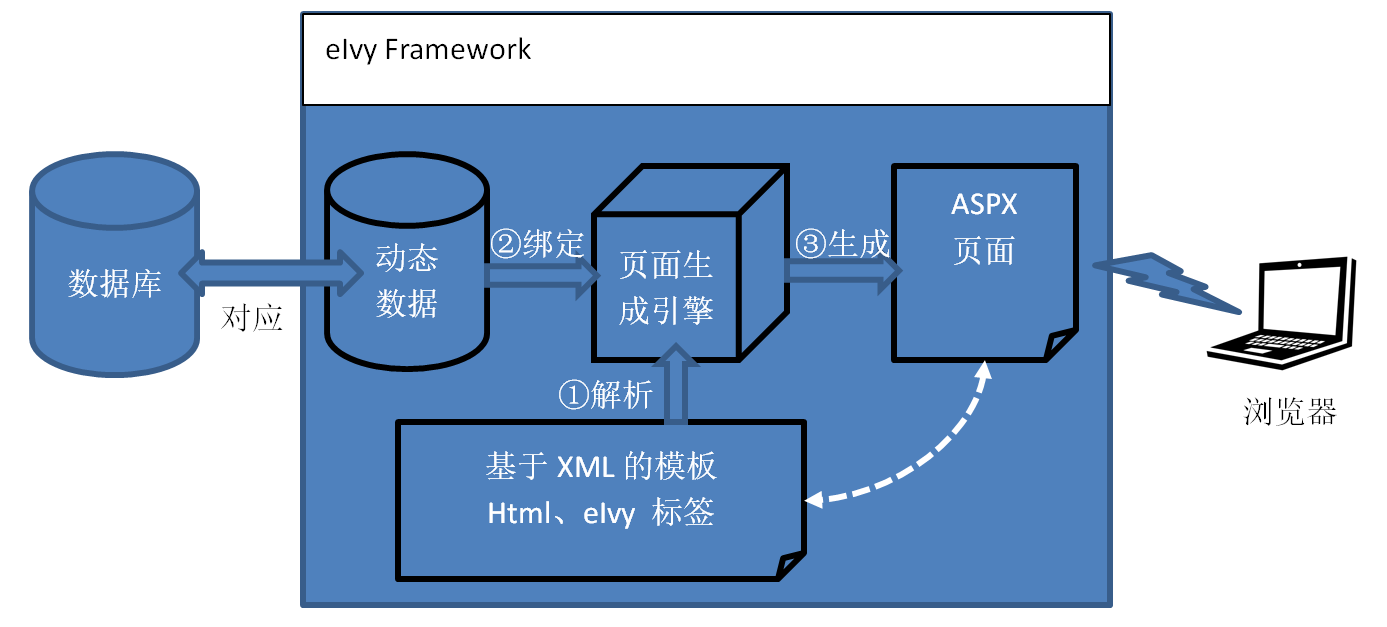 eIvy Framework
数据库
对应
动态
数据
②绑定
页面生
成引擎
③生成
ASPX
页面
①解析
基于 XML 的模板
Html、eIvy 标签
浏览器